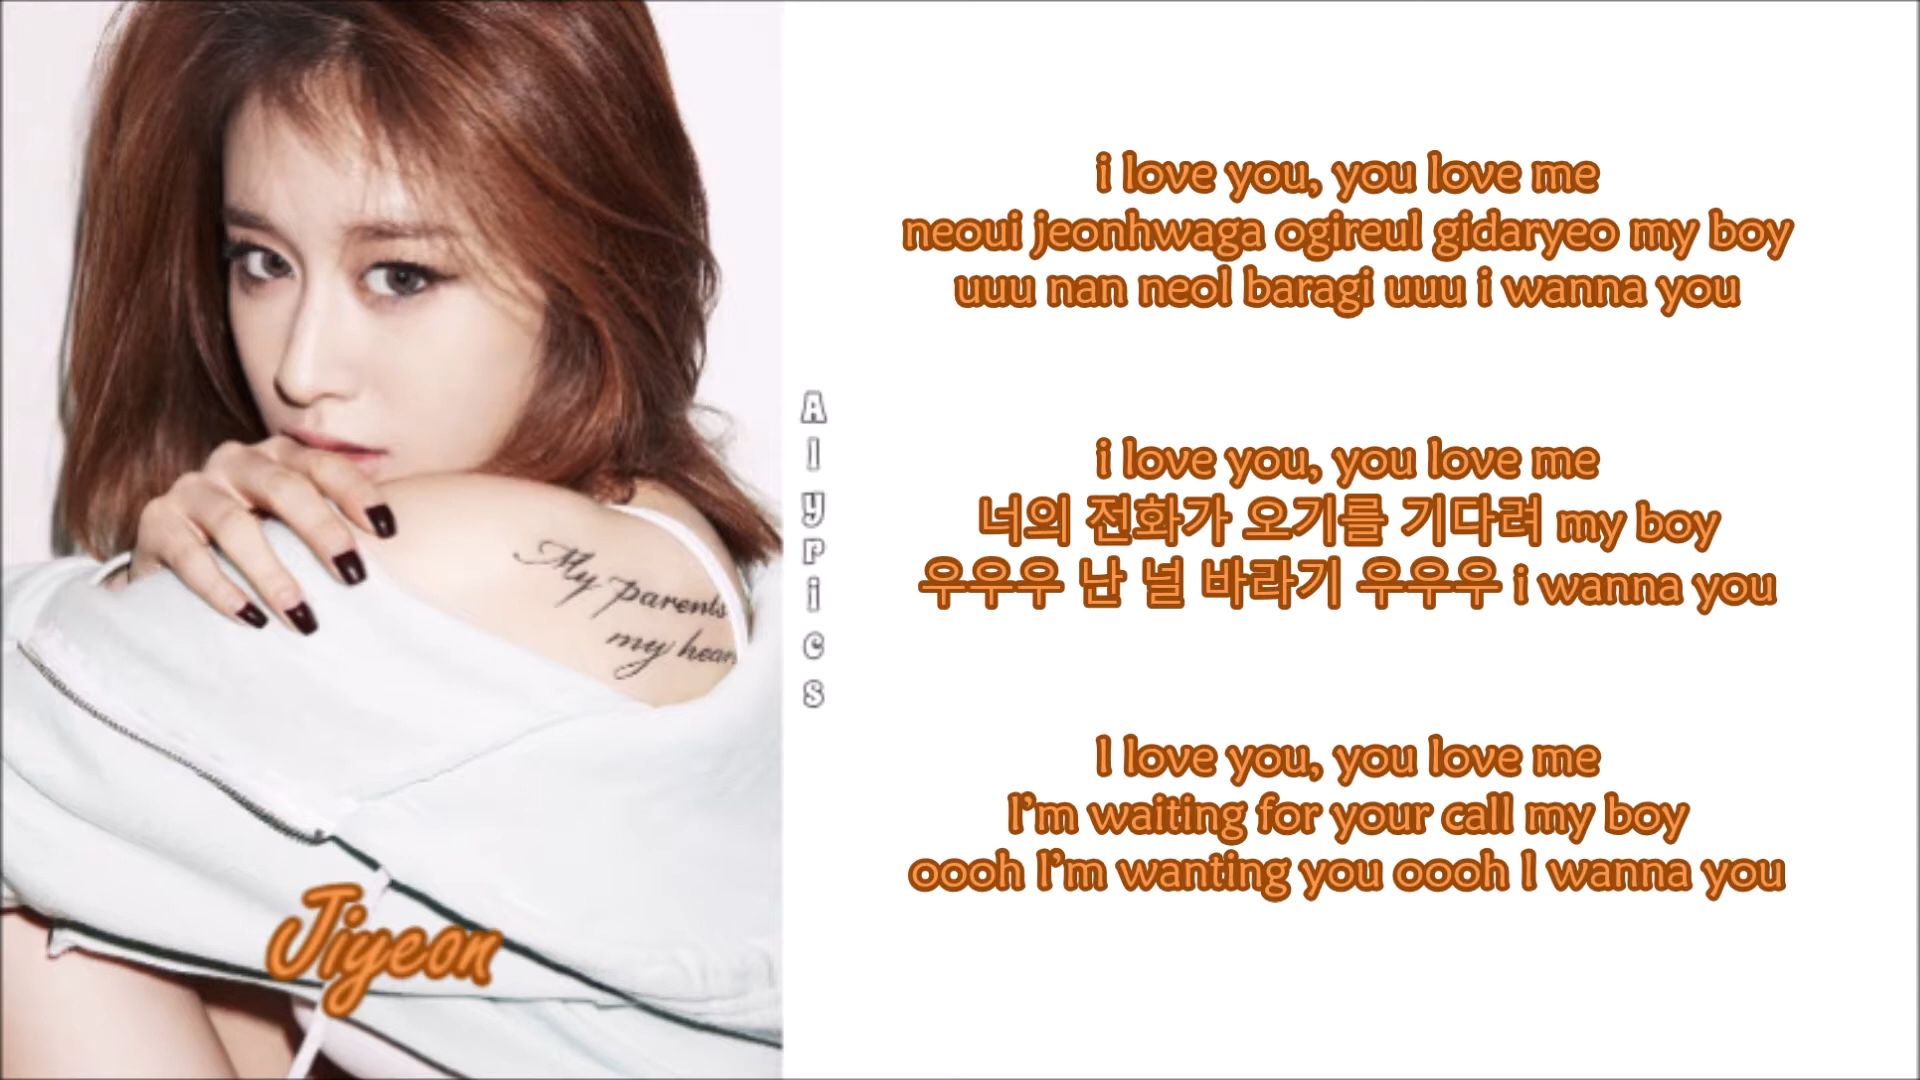 My parents
my heart
Jiyeon
Alyrics
i love you, you love me
neoui jeonhwaga ogireul gidaryeo my boy
uuu nan neol baragi uuu i wanna you
i love you, you love me
너의 전화가 오기를 기다려 my boy
우우우 난 널 바라기 우우우 i wanna you
I love you, you love me
I'm waiting for your call my boy
oooh I'm wanting you oooh I wanna you